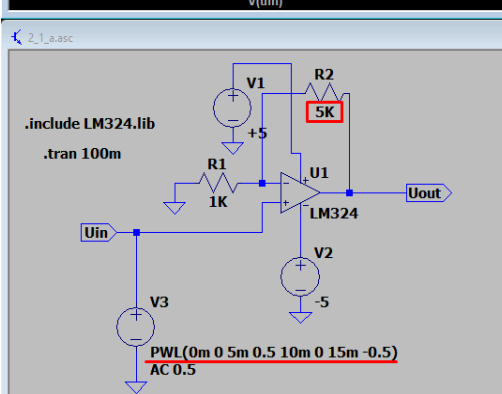 V(uin)
2_1_a.asc
R2
V1
5K
.include LM324.lib
+5
.tran 100m
R1
U1
1K
Uout
LM324
Uin
V2
-5
V3
PWL(0m 0 5m 0.5 10m 0 15m -0.5)
AC 0.5